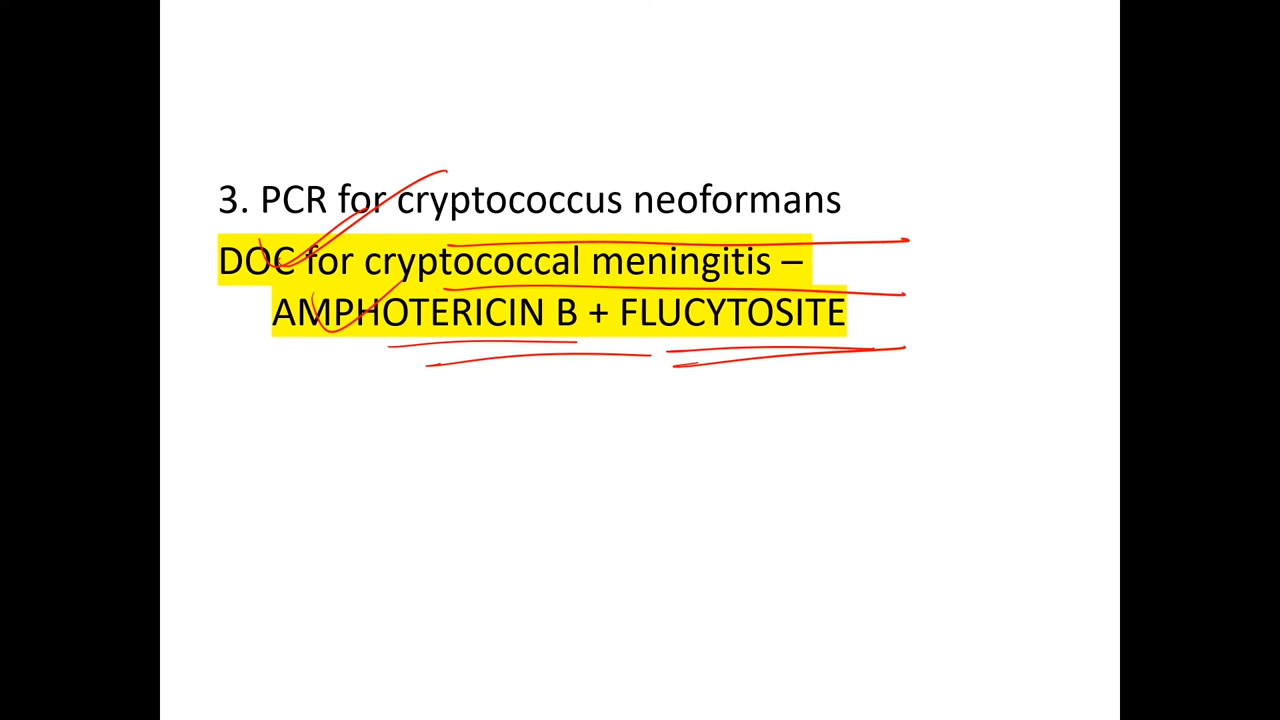 3. PCR for cryptococcus neoformans
DOC for cryptococcal meningitis –
AMPHOTERICIN B + FLUCYTOSITE